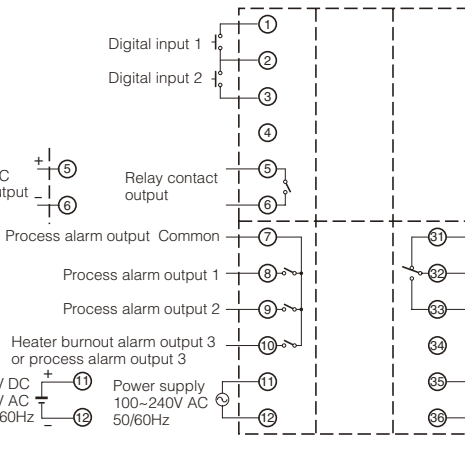 1
Digital input 1
2
Digital input 2
3
4
+ 5
C
tput
− 6
Relay contact
output
5
6
Process alarm output Common 7
31
Process alarm output 1 8
32
Process alarm output 2 9
33
Heater burnout alarm output 3
or process alarm output 3
10
34
+ 11
V DC
V AC
60Hz
− 12
Power supply
100~240V AC
50/60Hz
11
12
35
36